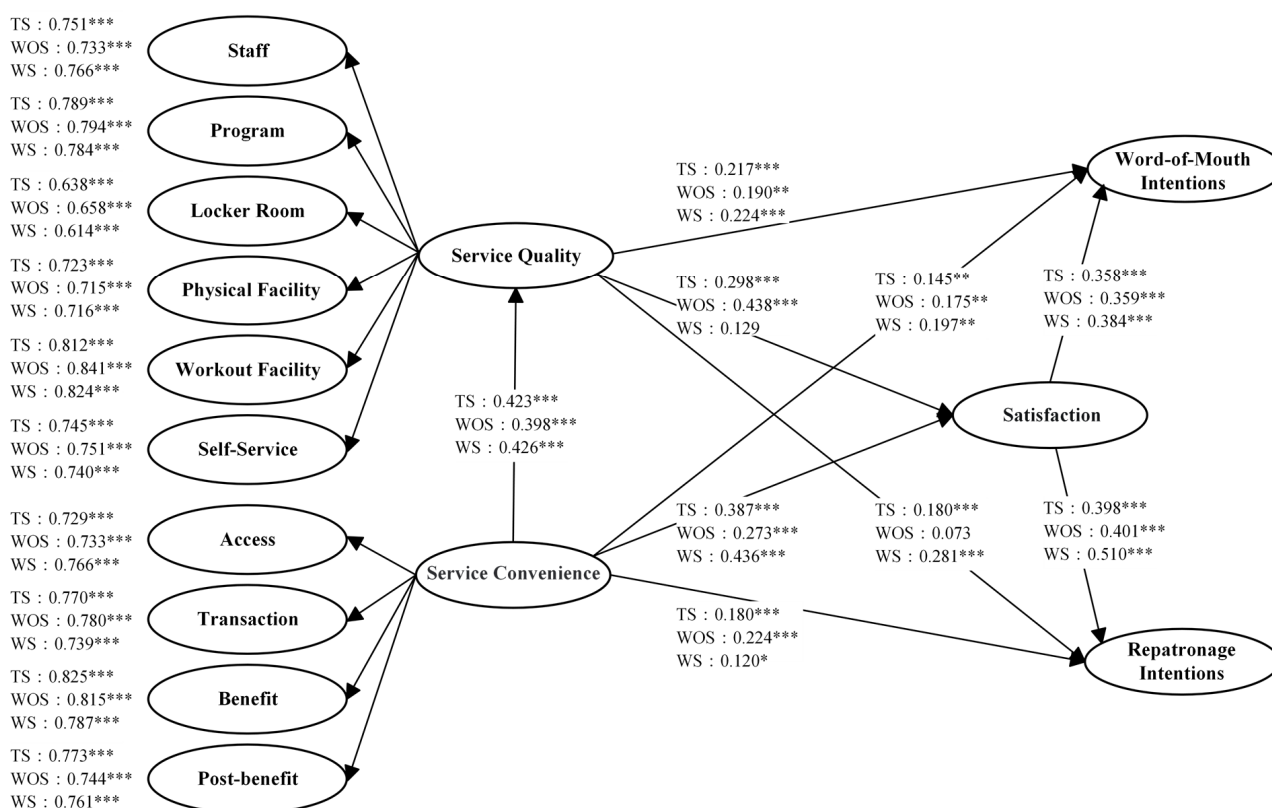 TS : 0.751***
WOS : 0.733***
WS : 0.766***
Staff
TS : 0.789***
WOS : 0.794***
WS : 0.784***
Program
TS : 0.638***
WOS : 0.658***
WS : 0.614***
Locker Room
TS : 0.723***
WOS : 0.715***
WS : 0.716***
Physical Facility
TS : 0.812***
WOS : 0.841***
WS : 0.824***
Workout Facility
TS : 0.745***
WOS : 0.751***
WS : 0.740***
Self-Service
TS : 0.729***
WOS : 0.733***
WS : 0.766***
Access
TS : 0.770***
WOS : 0.780***
WS : 0.739***
Transaction
TS : 0.825***
WOS : 0.815***
WS : 0.787***
Benefit
TS : 0.773***
WOS : 0.744***
WS : 0.761***
Post-benefit
Service Quality
TS : 0.423***
WOS : 0.398***
WS : 0.426***
Service Convenience
TS : 0.217***
WOS : 0.190**
WS : 0.224***
TS : 0.298***
WOS : 0.438***
WS : 0.129
TS : 0.145**
WOS : 0.175**
WS : 0.197**
TS : 0.387***
WOS : 0.273***
WS : 0.436***
TS : 0.180***
WOS : 0.073
WS : 0.281***
TS : 0.180***
WOS : 0.224***
WS : 0.120*
Word-of-Mouth
Intentions
TS : 0.358***
WOS : 0.359***
WS : 0.384***
Satisfaction
TS : 0.398***
WOS : 0.401***
WS : 0.510***
Repatronage
Intentions